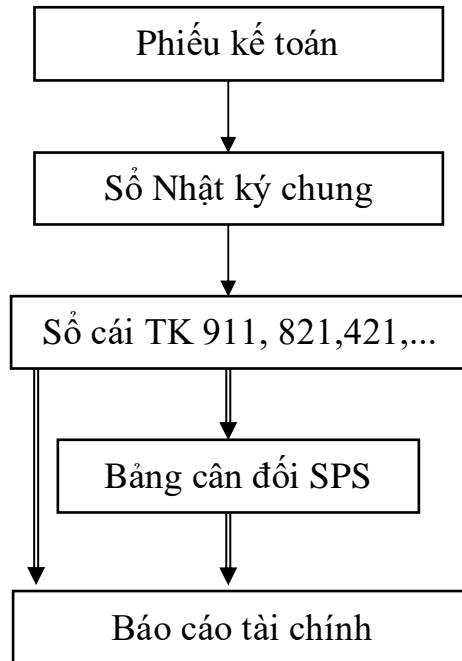 Phiếu kế toán
Sổ Nhật ký chung
Sổ cái TK 911, 821,421,...
Bảng cân đối SPS
Báo cáo tài chính